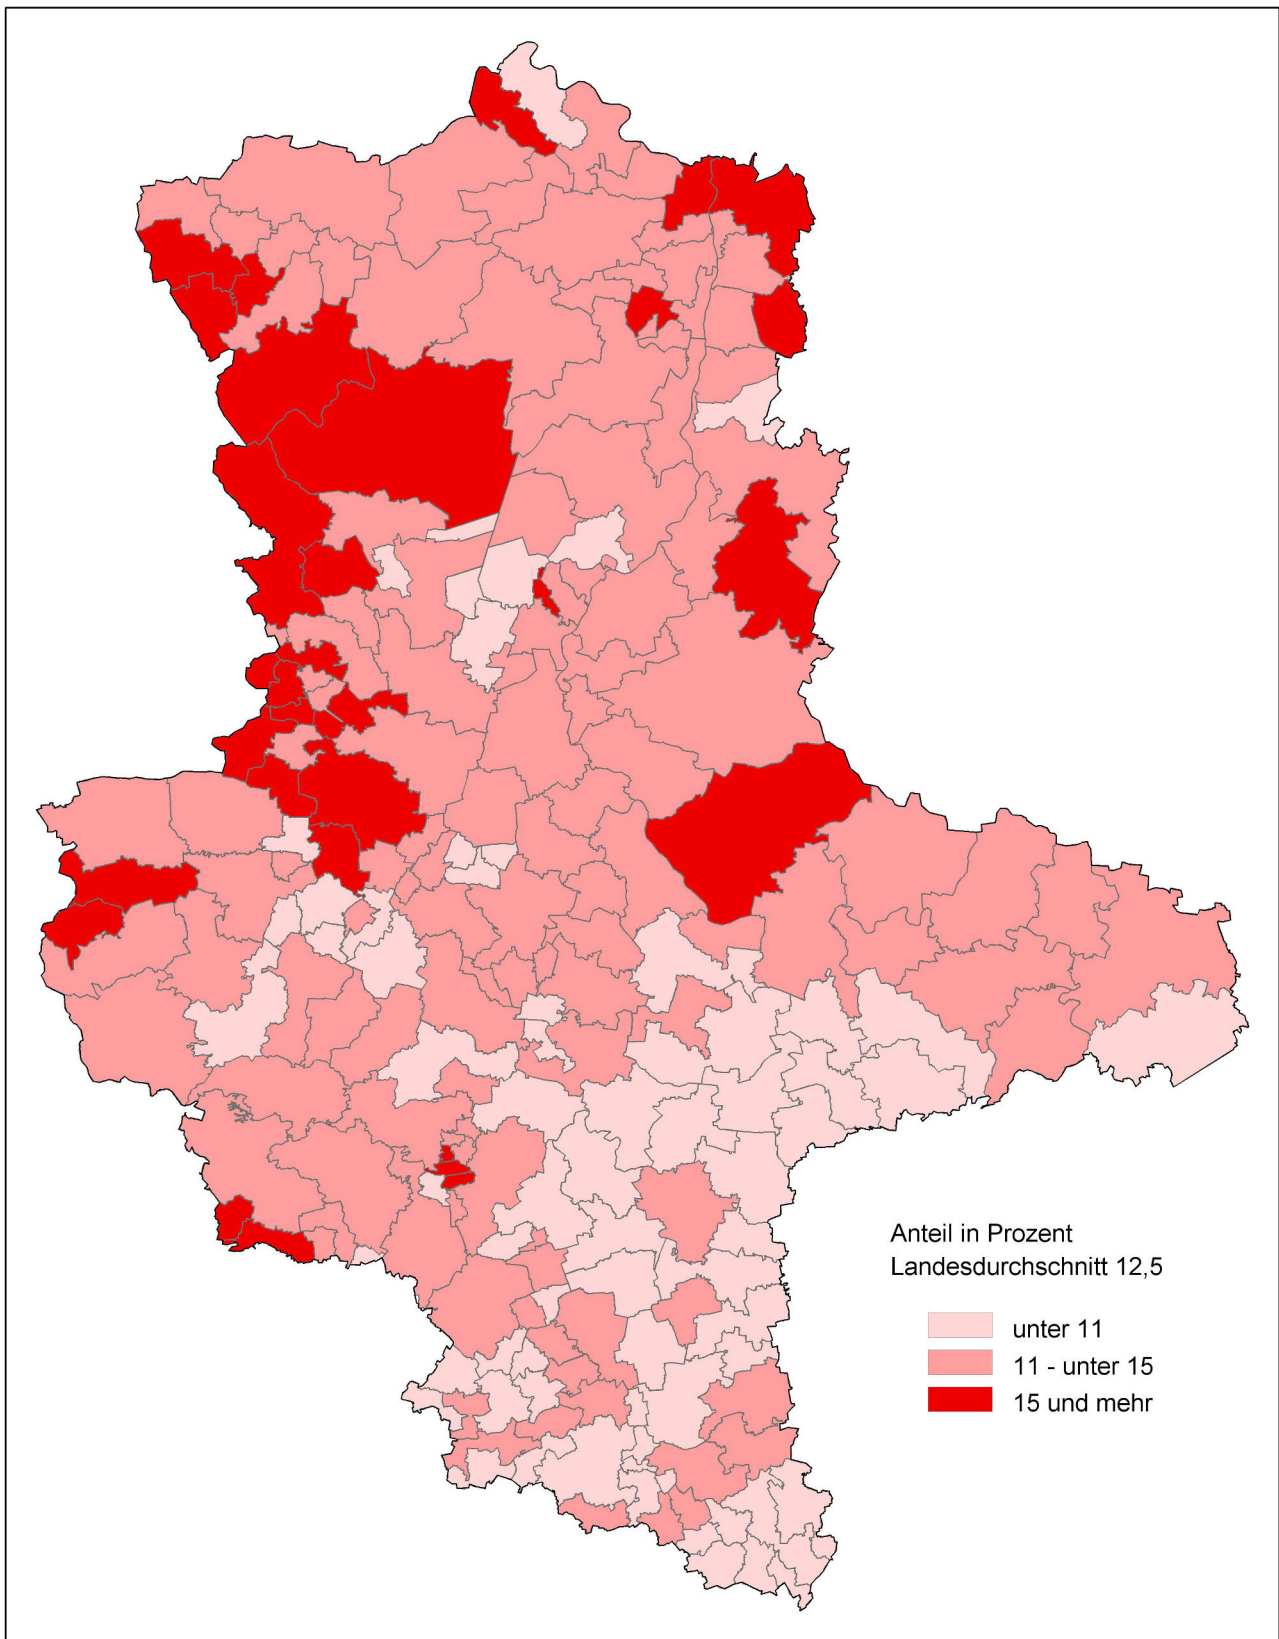 Anteil in Prozent
Landesdurchschnitt 12,5
unter 11
11 - unter 15
15 und mehr